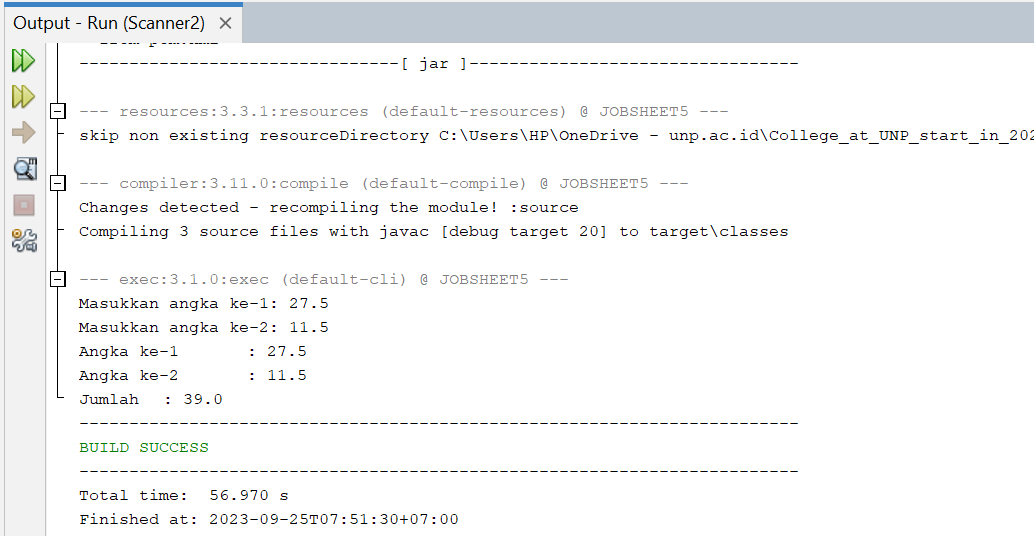 Output - Run (Scanner2)
--------------------------------[ jar ]---------------------------------
--- resources:3.3.1:resources (default-resources) @ JOBSHEET5 ---
skip non existing resourceDirectory C:\Users\HP\OneDrive - unp.ac.id\College_at_UNP_start_in_202
--- compiler:3.11.0:compile (default-compile) @ JOBSHEET5 ---
Changes detected - recompiling the module! :source
Compiling 3 source files with javac [debug target 20] to target\classes
--- exec:3.1.0:exec (default-cli) @ JOBSHEET5 ---
Masukkan angka ke-1: 27.5
Masukkan angka ke-2: 11.5
Angka ke-1       : 27.5
Angka ke-2       : 11.5
Jumlah   : 39.0
------------------------------------------------------------------------
BUILD SUCCESS
------------------------------------------------------------------------
Total time:  56.970 s
Finished at: 2023-09-25T07:51:30+07:00